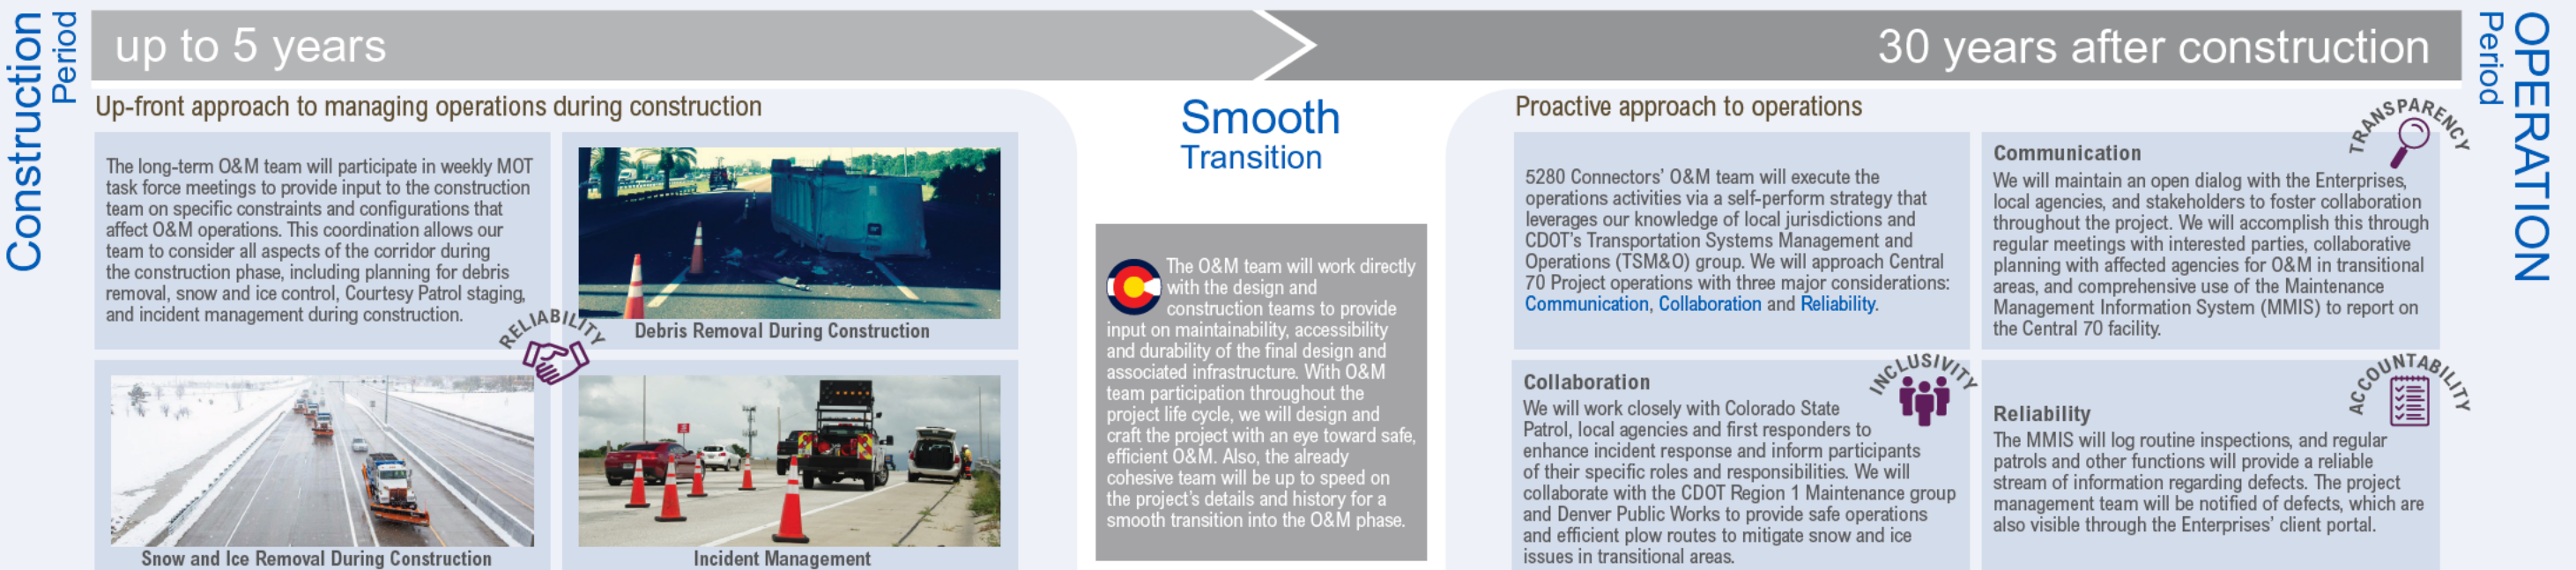 Construction
Period
up to 5 years
30 years after construction
OPERATION
Period
Up-front approach to managing operations during construction
The long-term O&M team will participate in weekly MOT
task force meetings to provide input to the construction
team on specific constraints and configurations that
affect O&M operations. This coordination allows our
team to consider all aspects of the corridor during
the construction phase, including planning for debris
removal, snow and ice control, Courtesy Patrol staging,
and incident management during construction.
RELIABILITY
Debris Removal During Construction
Snow and Ice Removal During Construction
Incident Management
Smooth
Transition
The O&M team will work directly
with the design and
construction teams to provide
input on maintainability, accessibility
and durability of the final design and
associated infrastructure. With O&M
team participation throughout the
project life cycle, we will design and
craft the project with an eye toward safe,
efficient O&M. Also, the already
cohesive team will be up to speed on
the project's details and history for a
smooth transition into the O&M phase.
Proactive approach to operations
5280 Connectors' O&M team will execute the
operations activities via a self-perform strategy that
leverages our knowledge of local jurisdictions and
CDOT's Transportation Systems Management and
Operations (TSM&O) group. We will approach Central
70 Project operations with three major considerations:
Communication, Collaboration and Reliability.
TRANSPARENCY
Communication
We will maintain an open dialog with the Enterprises,
local agencies, and stakeholders to foster collaboration
throughout the project. We will accomplish this through
regular meetings with interested parties, collaborative
planning with affected agencies for O&M in transitional
areas, and comprehensive use of the Maintenance
Management Information System (MMIS) to report on
the Central 70 facility.
INCLUSIVITY
Collaboration
We will work closely with Colorado State
Patrol, local agencies and first responders to
enhance incident response and inform participants
of their specific roles and responsibilities. We will
collaborate with the CDOT Region 1 Maintenance group
and Denver Public Works to provide safe operations
and efficient plow routes to mitigate snow and ice
issues in transitional areas.
ACCOUNTABILITY
Reliability
The MMIS will log routine inspections, and regular
patrols and other functions will provide a reliable
stream of information regarding defects. The project
management team will be notified of defects, which are
also visible through the Enterprises' client portal.